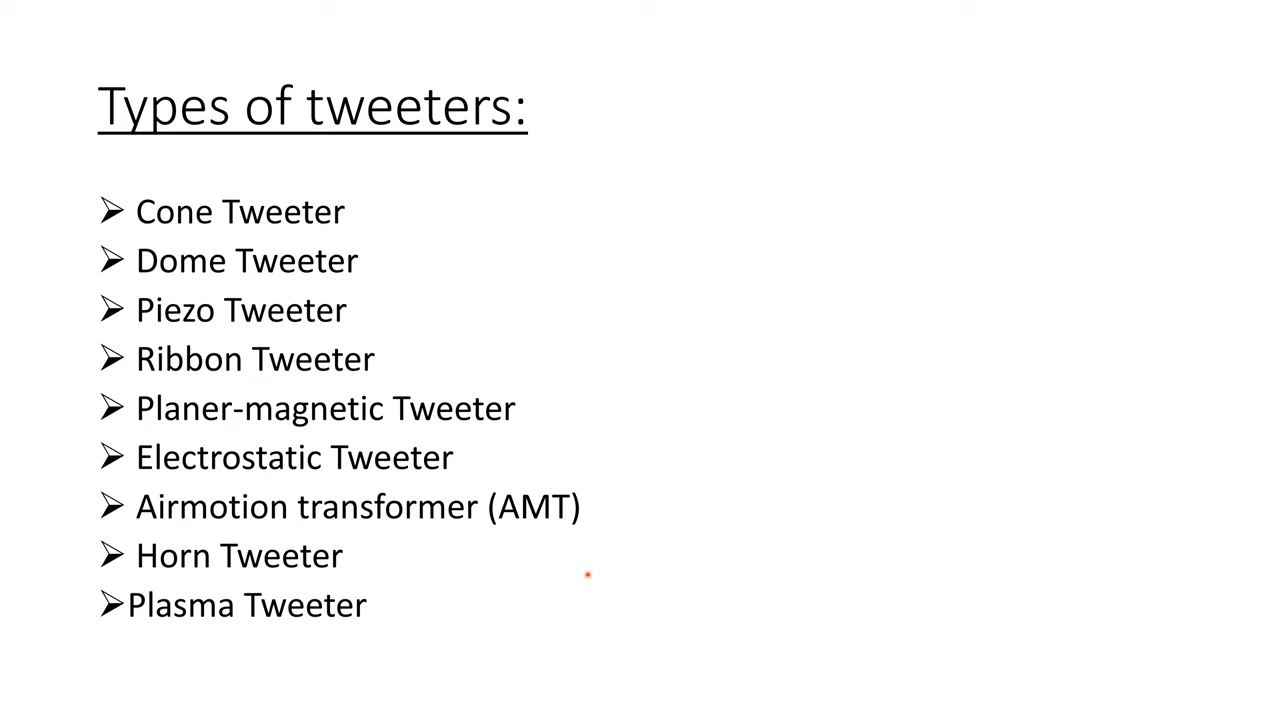 Types of tweeters:
➢ Cone Tweeter
➢ Dome Tweeter
➢ Piezo Tweeter
➢ Ribbon Tweeter
➢ Planer-magnetic Tweeter
➢ Electrostatic Tweeter
➢ Airmotion transformer (AMT)
➢ Horn Tweeter
➢Plasma Tweeter